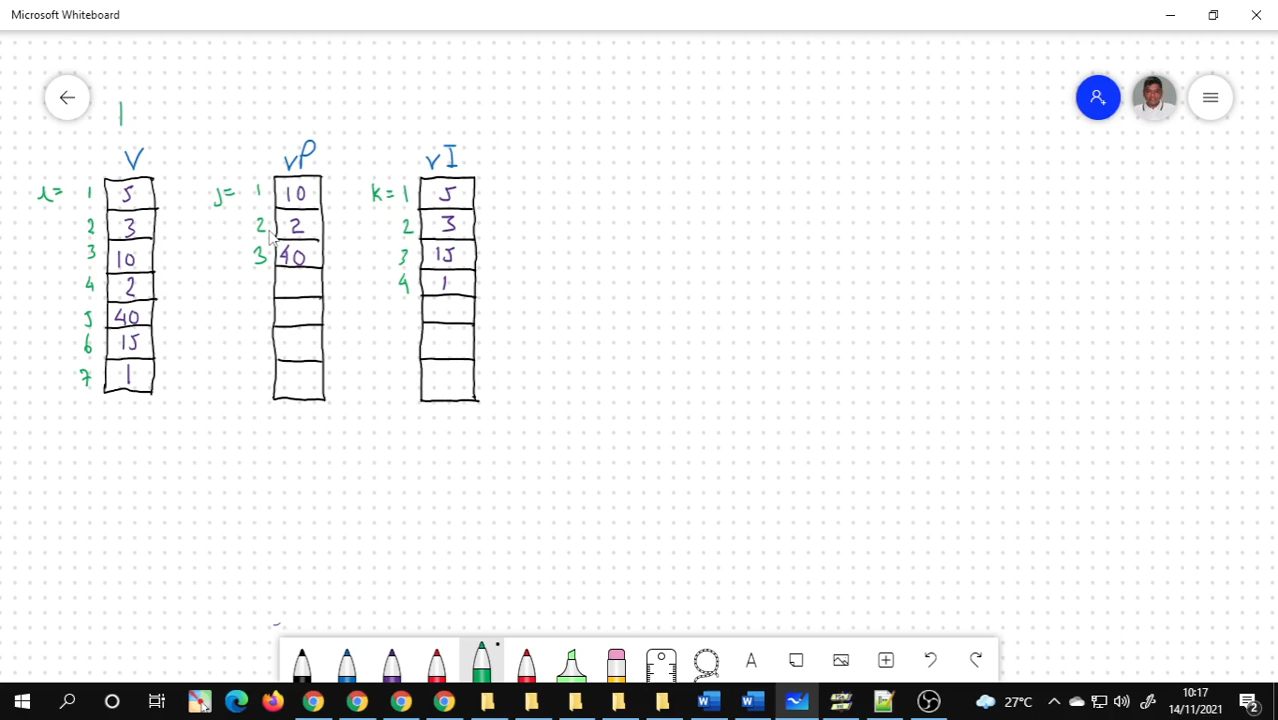 Microsoft Whiteboard
1
V vP vI
i= 1 5 j= 1 10 k= 1 5
2 3 2 2 2 3
3 10 3 40 3 15
4 2 4 1
5 40
6 15
7 1
A
27°C
10:17
14/11/2021
2